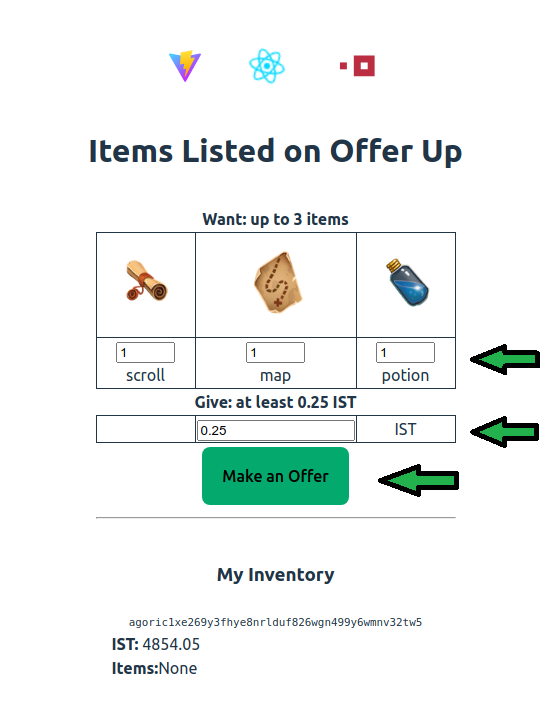 Items Listed on Offer Up
Want: up to 3 items
1 1 1
scroll map potion
Give: at least 0.25 IST
0.25 IST
Make an Offer
My Inventory
agoric1xe269y3fhye8nrlduf826wgn499y6wmnv32tw5
IST: 4854.05
Items:None